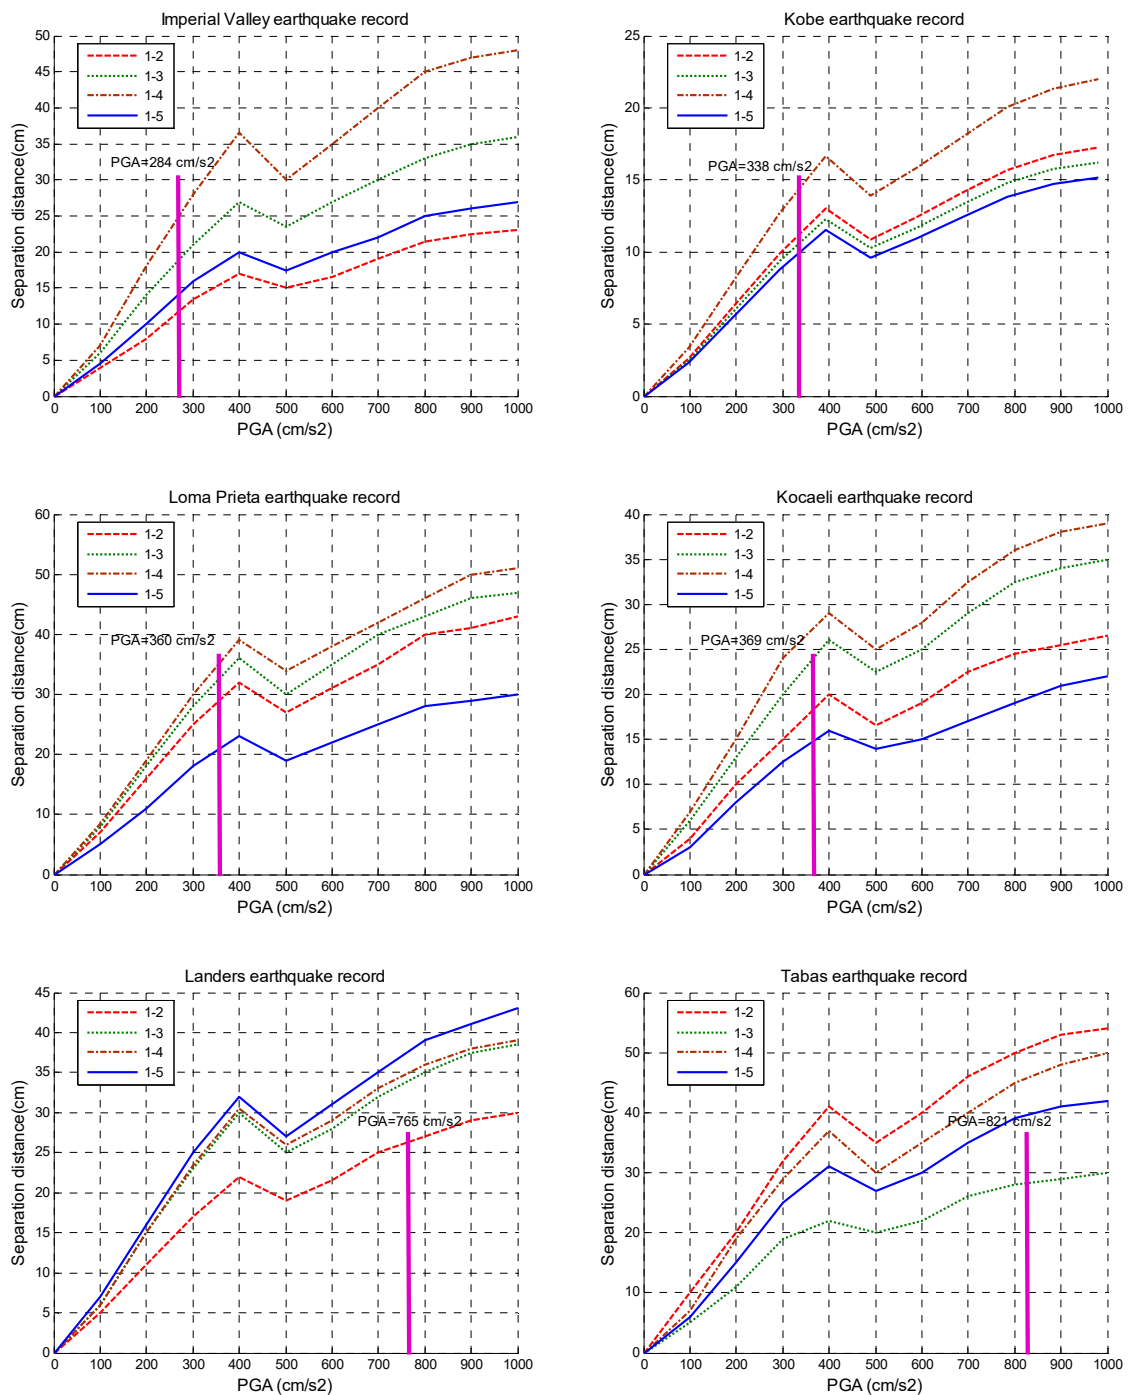 Imperial Valley earthquake record
50
45
40
35
30
25
20
15
10
5
0
Separation distance(cm)
1-2
1-3
1-4
1-5
PGA=284 cm/s2
0 100 200 300 400 500 600 700 800 900 1000
PGA (cm/s2)
Kobe earthquake record
25
20
15
10
5
0
Separation distance(cm)
1-2
1-3
1-4
1-5
PGA=338 cm/s2
0 100 200 300 400 500 600 700 800 900 1000
PGA (cm/s2)
Loma Prieta earthquake record
60
50
40
30
20
10
0
Separation distance(cm)
1-2
1-3
1-4
1-5
PGA=360 cm/s2
0 100 200 300 400 500 600 700 800 900 1000
PGA (cm/s2)
Kocaeli earthquake record
40
35
30
25
20
15
10
5
0
Separation distance(cm)
1-2
1-3
1-4
1-5
PGA=369 cm/s2
0 100 200 300 400 500 600 700 800 900 1000
PGA (cm/s2)
Landers earthquake record
45
40
35
30
25
20
15
10
5
0
Separation distance(cm)
1-2
1-3
1-4
1-5
PGA=765 cm/s2
0 100 200 300 400 500 600 700 800 900 1000
PGA (cm/s2)
Tabas earthquake record
60
50
40
30
20
10
0
Separation distance(cm)
1-2
1-3
1-4
1-5
PGA=821 cm/s2
0 100 200 300 400 500 600 700 800 900 1000
PGA (cm/s2)